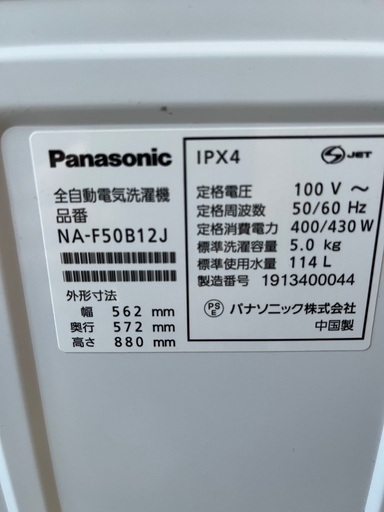 Panasonic
全自動電気洗濯機
品番
NA-F50B12J
外形寸法
幅 562 mm
奥行 572 mm
高さ 880 mm
IPX4
S JET
定格電圧 100 V ～
定格周波数 50/60 Hz
定格消費電力 400/430 W
標準洗濯容量 5.0 kg
標準使用水量 114 L
製造番号 1913400044
PS E パナソニック株式会社
中国製